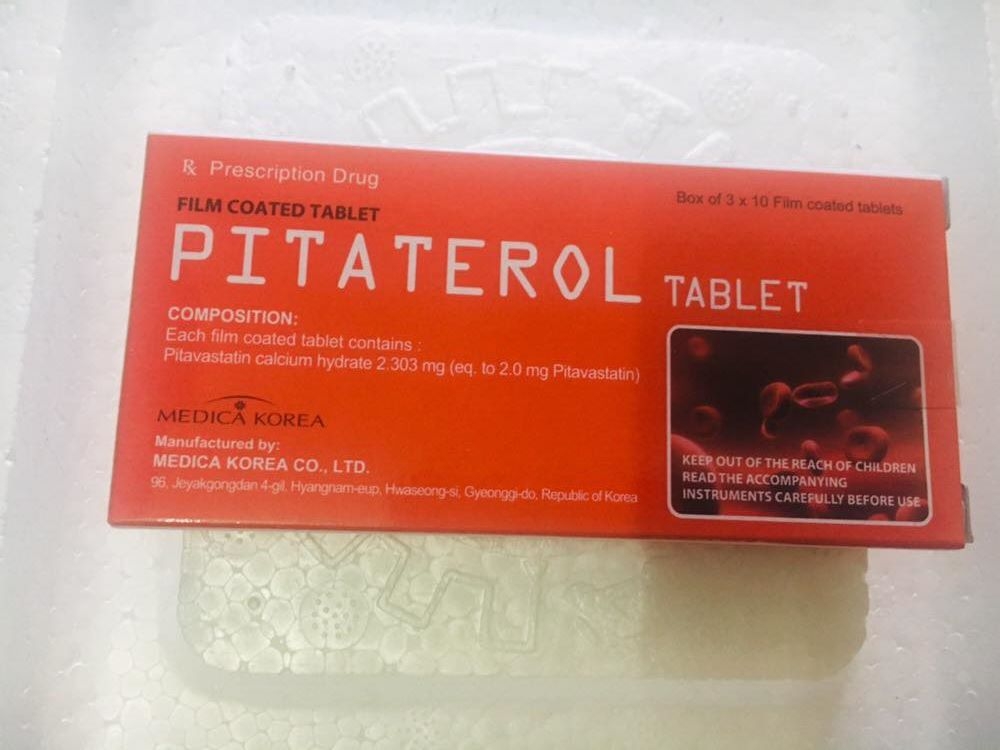 ℞ Prescription Drug
Box of 3 x 10 Film coated tablets
FILM COATED TABLET
PITATEROL TABLET
COMPOSITION:
Each film coated tablet contains :
Pitavastatin calcium hydrate 2.303 mg (eq. to 2.0 mg Pitavastatin)
MEDICA KOREA
Manufactured by:
MEDICA KOREA CO., LTD.
96, Jeyakgongdan 4-gil, Hyangnam-eup, Hwaseong-si, Gyeonggi-do, Republic of Korea
KEEP OUT OF THE REACH OF CHILDREN
READ THE ACCOMPANYING
INSTRUMENTS CAREFULLY BEFORE USE